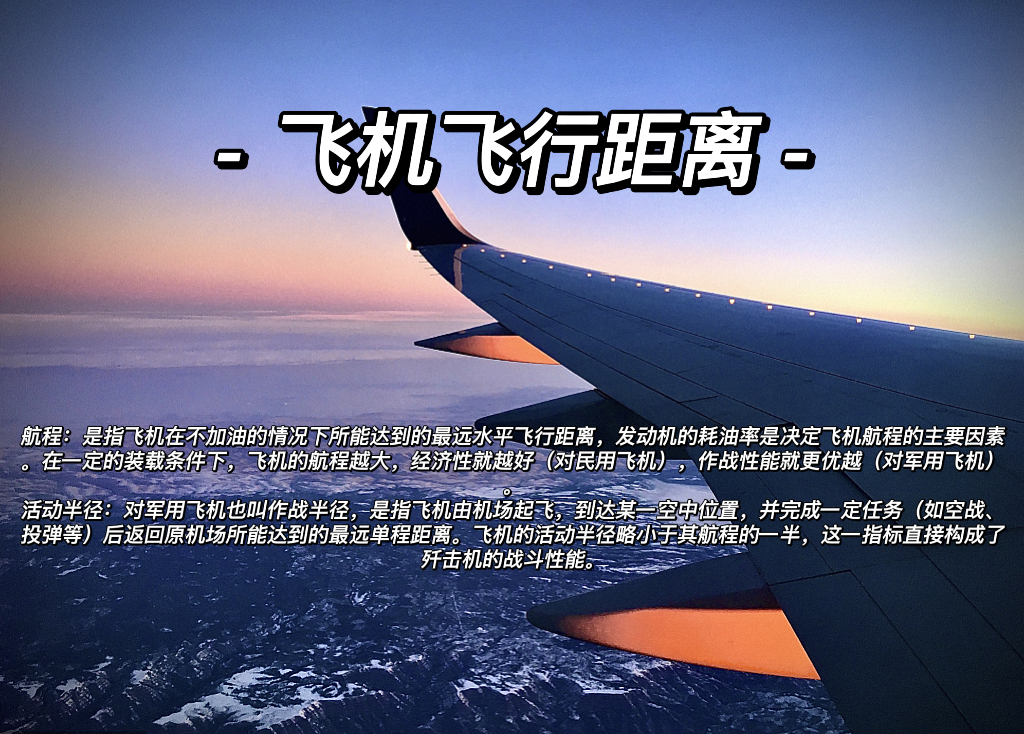 - 飞机飞行距离 -
航程：是指飞机在不加油的情况下所能达到的最远水平飞行距离，发动机的耗油率是决定飞机航程的主要因素
。在一定的装载条件下，飞机的航程越大，经济性就越好（对民用飞机），作战性能就更优越（对军用飞机）
。
活动半径：对军用飞机也叫作战半径，是指飞机由机场起飞，到达某一空中位置，并完成一定任务（如空战、
投弹等）后返回原机场所能达到的最远单程距离。飞机的活动半径略小于其航程的一半，这一指标直接构成了
歼击机的战斗性能。